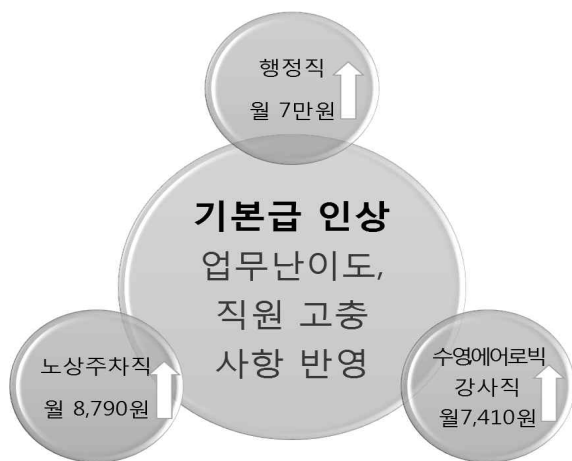 행정직
월 7만원
기본급 인상
업무난이도,
직원 고충
사항 반영
노상주차직
월 8,790원
수영에어로빅
강사직
월7,410원